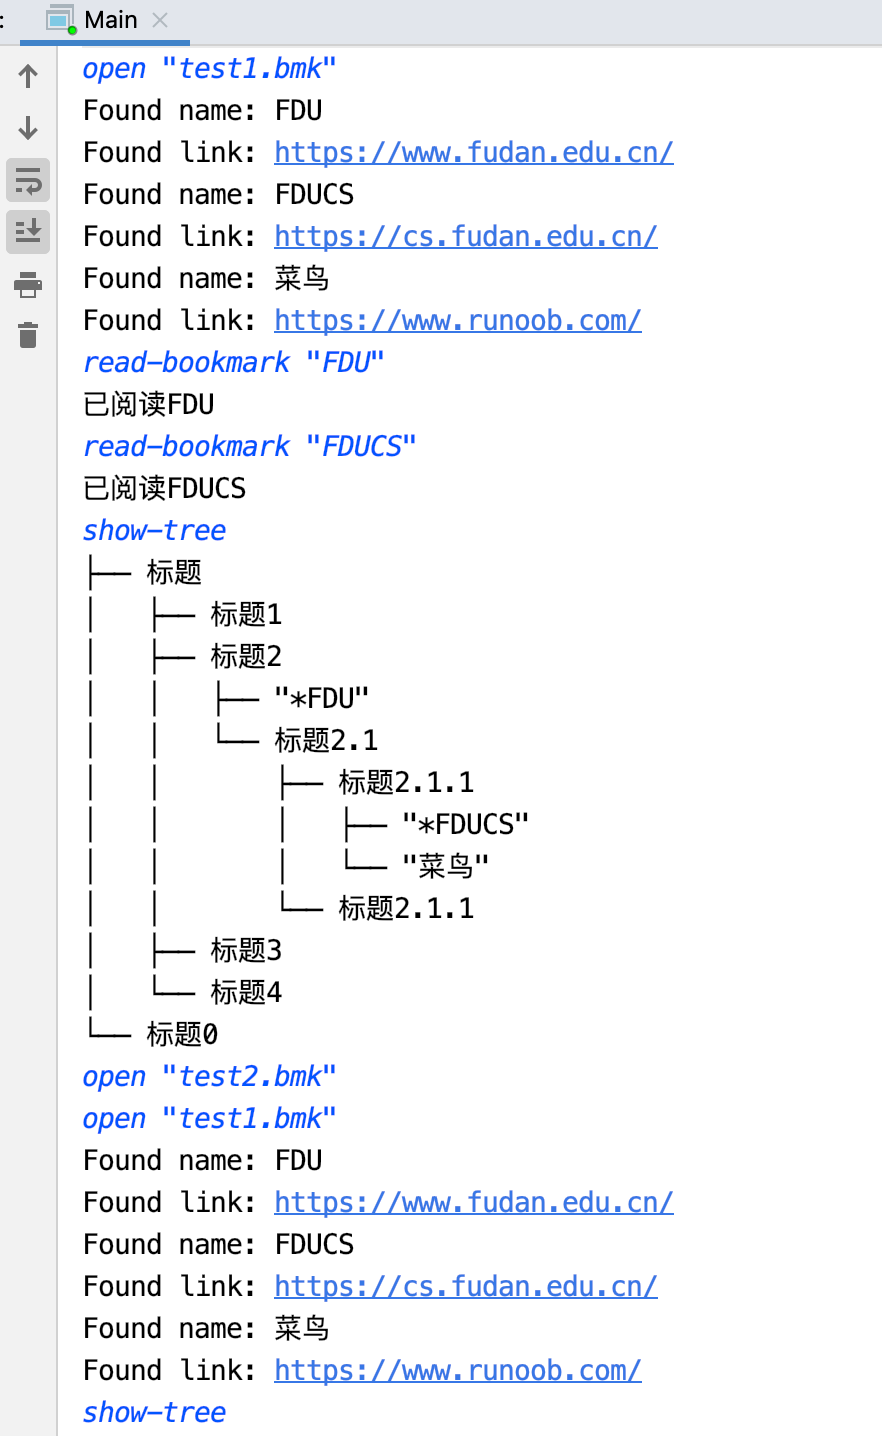 : Main ×
open "test1.bmk"
Found name: FDU
Found link: https://www.fudan.edu.cn/
Found name: FDUCS
Found link: https://cs.fudan.edu.cn/
Found name: 菜鸟
Found link: https://www.runoob.com/
read-bookmark "FDU"
已阅读FDU
read-bookmark "FDUCS"
已阅读FDUCS
show-tree
├── 标题
│   ├── 标题1
│   ├── 标题2
│   │   ├── "*FDU"
│   │   └── 标题2.1
│   │       ├── 标题2.1.1
│   │       │   ├── "*FDUCS"
│   │       │   └── "菜鸟"
│   │       └── 标题2.1.1
│   ├── 标题3
│   └── 标题4
└── 标题0
open "test2.bmk"
open "test1.bmk"
Found name: FDU
Found link: https://www.fudan.edu.cn/
Found name: FDUCS
Found link: https://cs.fudan.edu.cn/
Found name: 菜鸟
Found link: https://www.runoob.com/
show-tree